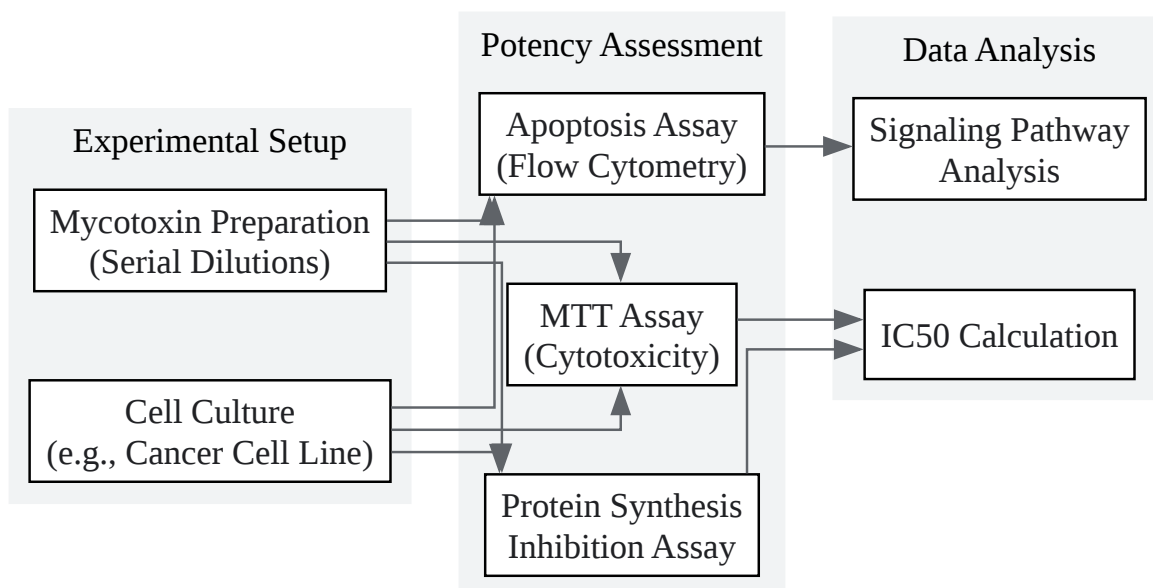 Experimental Setup
Mycotoxin Preparation
(Serial Dilutions)
Cell Culture
(e.g., Cancer Cell Line)
Potency Assessment
Apoptosis Assay
(Flow Cytometry)
MTT Assay
(Cytotoxicity)
Protein Synthesis
Inhibition Assay
Data Analysis
Signaling Pathway
Analysis
IC50 Calculation